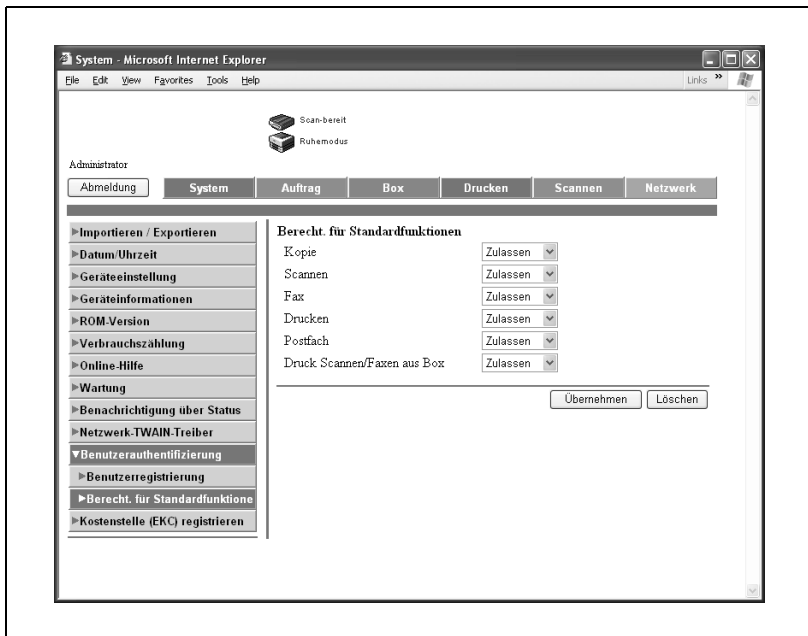 System - Microsoft Internet Explorer
File Edit View Favorites Tools Help Links »
Scan-bereit
Ruhemodus
Administrator
Abmeldung System Auftrag Box Drucken Scannen Netzwerk
Importieren / Exportieren
Datum/Uhrzeit
Geräteeinstellung
Geräteinformationen
ROM-Version
Verbrauchszählung
Online-Hilfe
Wartung
Benachrichtigung über Status
Netzwerk-TWAIN-Treiber
Benutzerauthentifizierung
Benutzerregistrierung
Berecht. für Standardfunktione
Kostenstelle (EKC) registrieren
Berecht. für Standardfunktionen
Kopie Zulassen
Scannen Zulassen
Fax Zulassen
Drucken Zulassen
Postfach Zulassen
Druck Scannen/Faxen aus Box Zulassen
Übernehmen Löschen